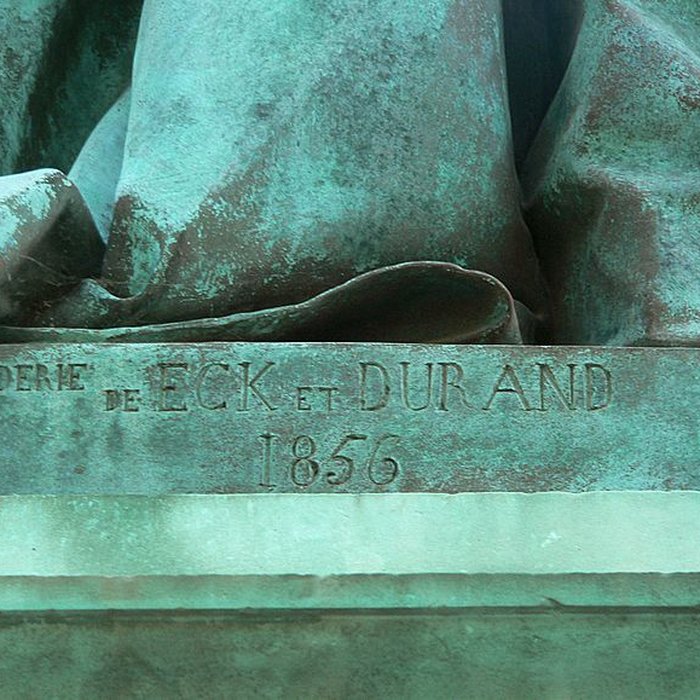 DERIE DE ECK ET DURAND
1856